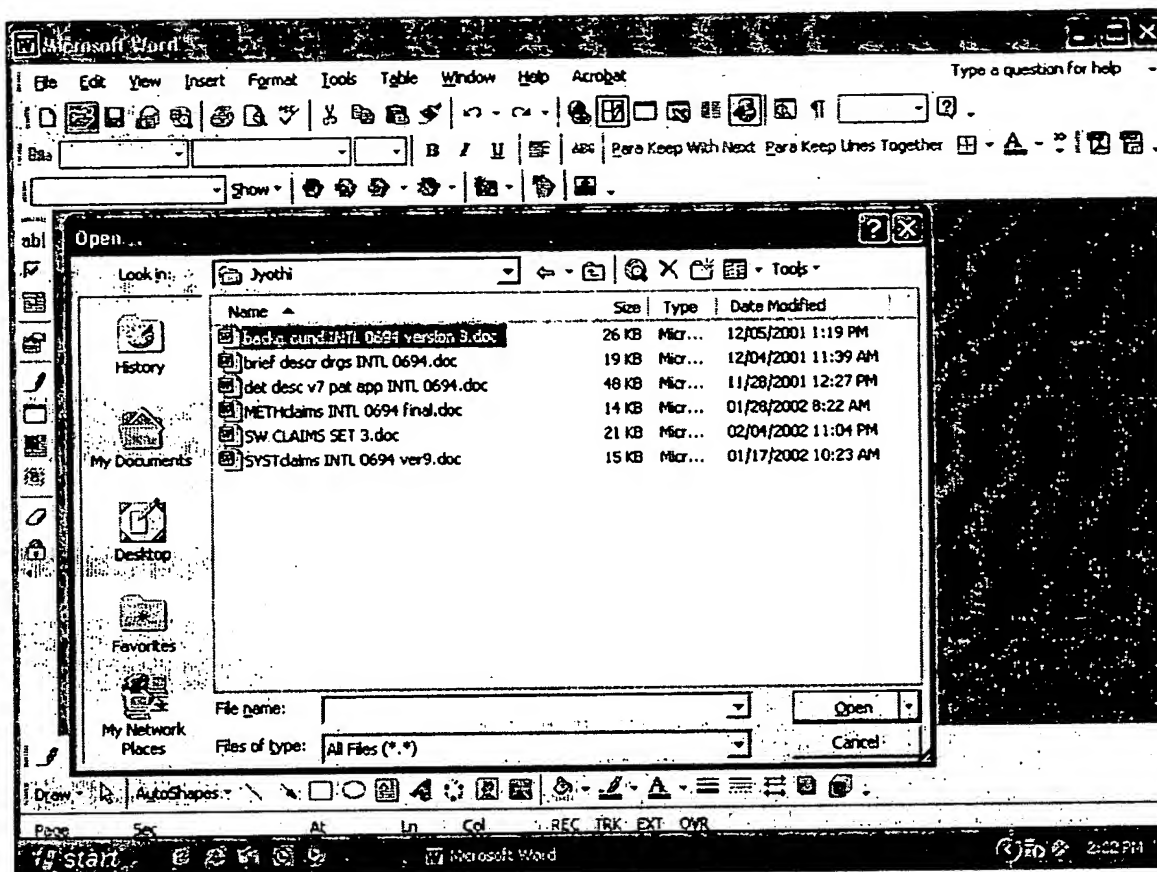 Microsoft Word
File Edit View Insert Format Tools Table Window Help Acrobat Type a question for help
B I U ABC Para Keep With Next Para Keep Lines Together A
Show
ab|
Open
Look in: Jyothi Tools
Name Size Type Date Modified
INTL 0694 version 3.doc 26 KB Micr... 12/05/2001 1:19 PM
brief descr drgs INTL 0694.doc 19 KB Micr... 12/04/2001 11:39 AM
det desc v7 pat app INTL 0694.doc 48 KB Micr... 11/28/2001 12:27 PM
METHclaims INTL 0694 final.doc 14 KB Micr... 01/28/2002 8:22 AM
SW CLAIMS SET 3.doc 21 KB Micr... 02/04/2002 11:04 PM
SYSTclaims INTL 0694 ver9.doc 15 KB Micr... 01/17/2002 10:23 AM
History
My Documents
Desktop
Favorites
My Network Places
File name: Open
Files of type: All Files (*.*) Cancel
Draw AutoShapes A
Page Sec At Ln Col REC TRK EXT OVR
start Microsoft Word 2:02 PM